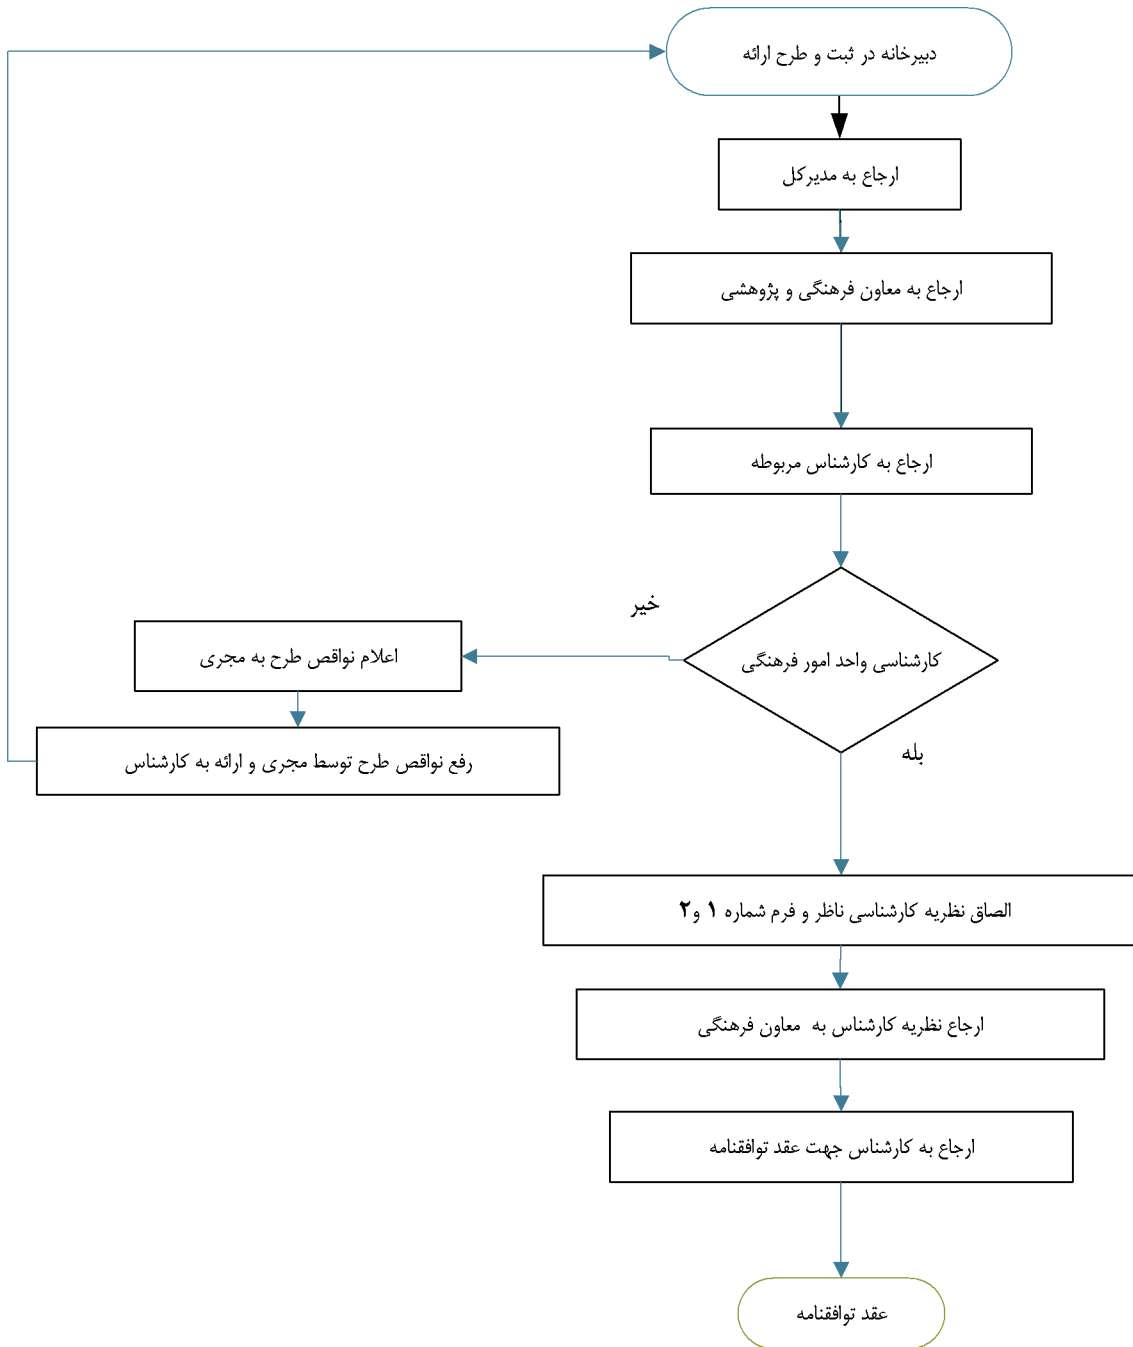 دبیرخانه در ثبت و طرح ارائه
ارجاع به مدیرکل
ارجاع به معاون فرهنگی و پژوهشی
ارجاع به کارشناس مربوطه
کارشناسی واحد امور فرهنگی
خیر
اعلام نواقص طرح به مجری
رفع نواقص طرح توسط مجری و ارائه به کارشناس
بله
الصاق نظریه کارشناسی ناظر و فرم شماره ۱ و۲
ارجاع نظریه کارشناس به معاون فرهنگی
ارجاع به کارشناس جهت عقد توافقنامه
عقد توافقنامه